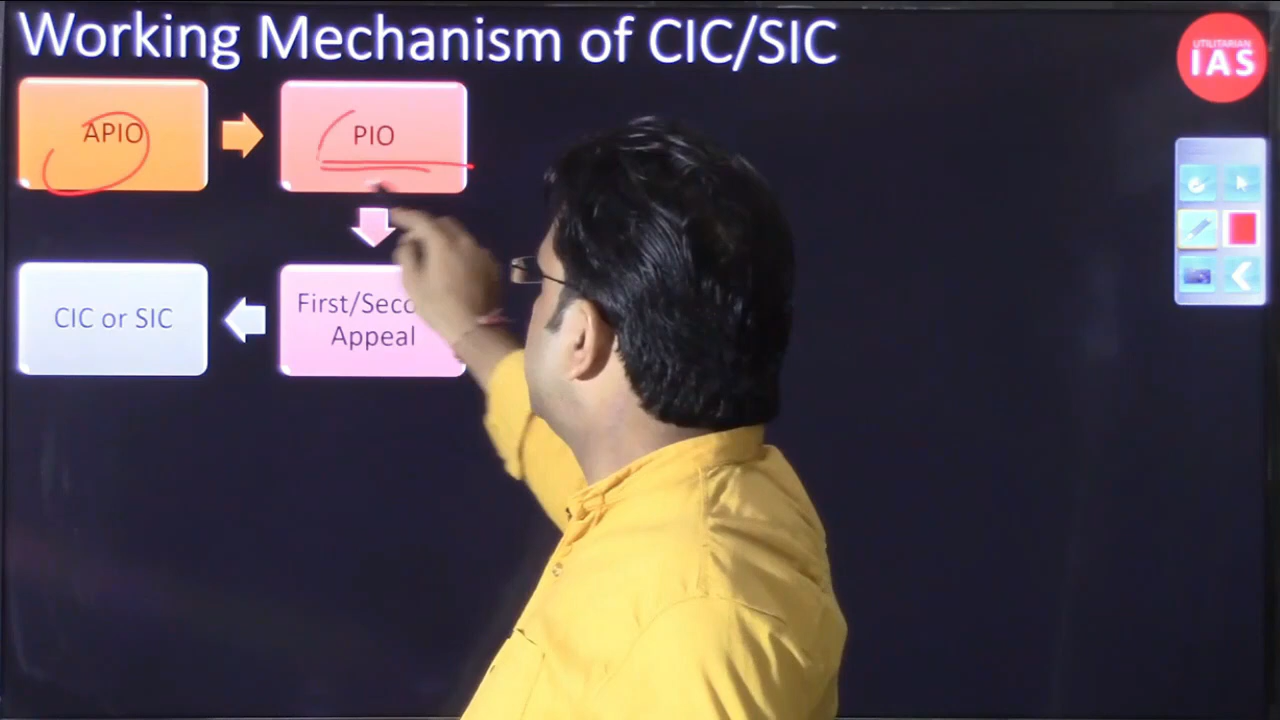 Working Mechanism of CIC/SIC
UTILITARIAN
IAS
APIO
PIO
CIC or SIC
First/Seco
Appeal